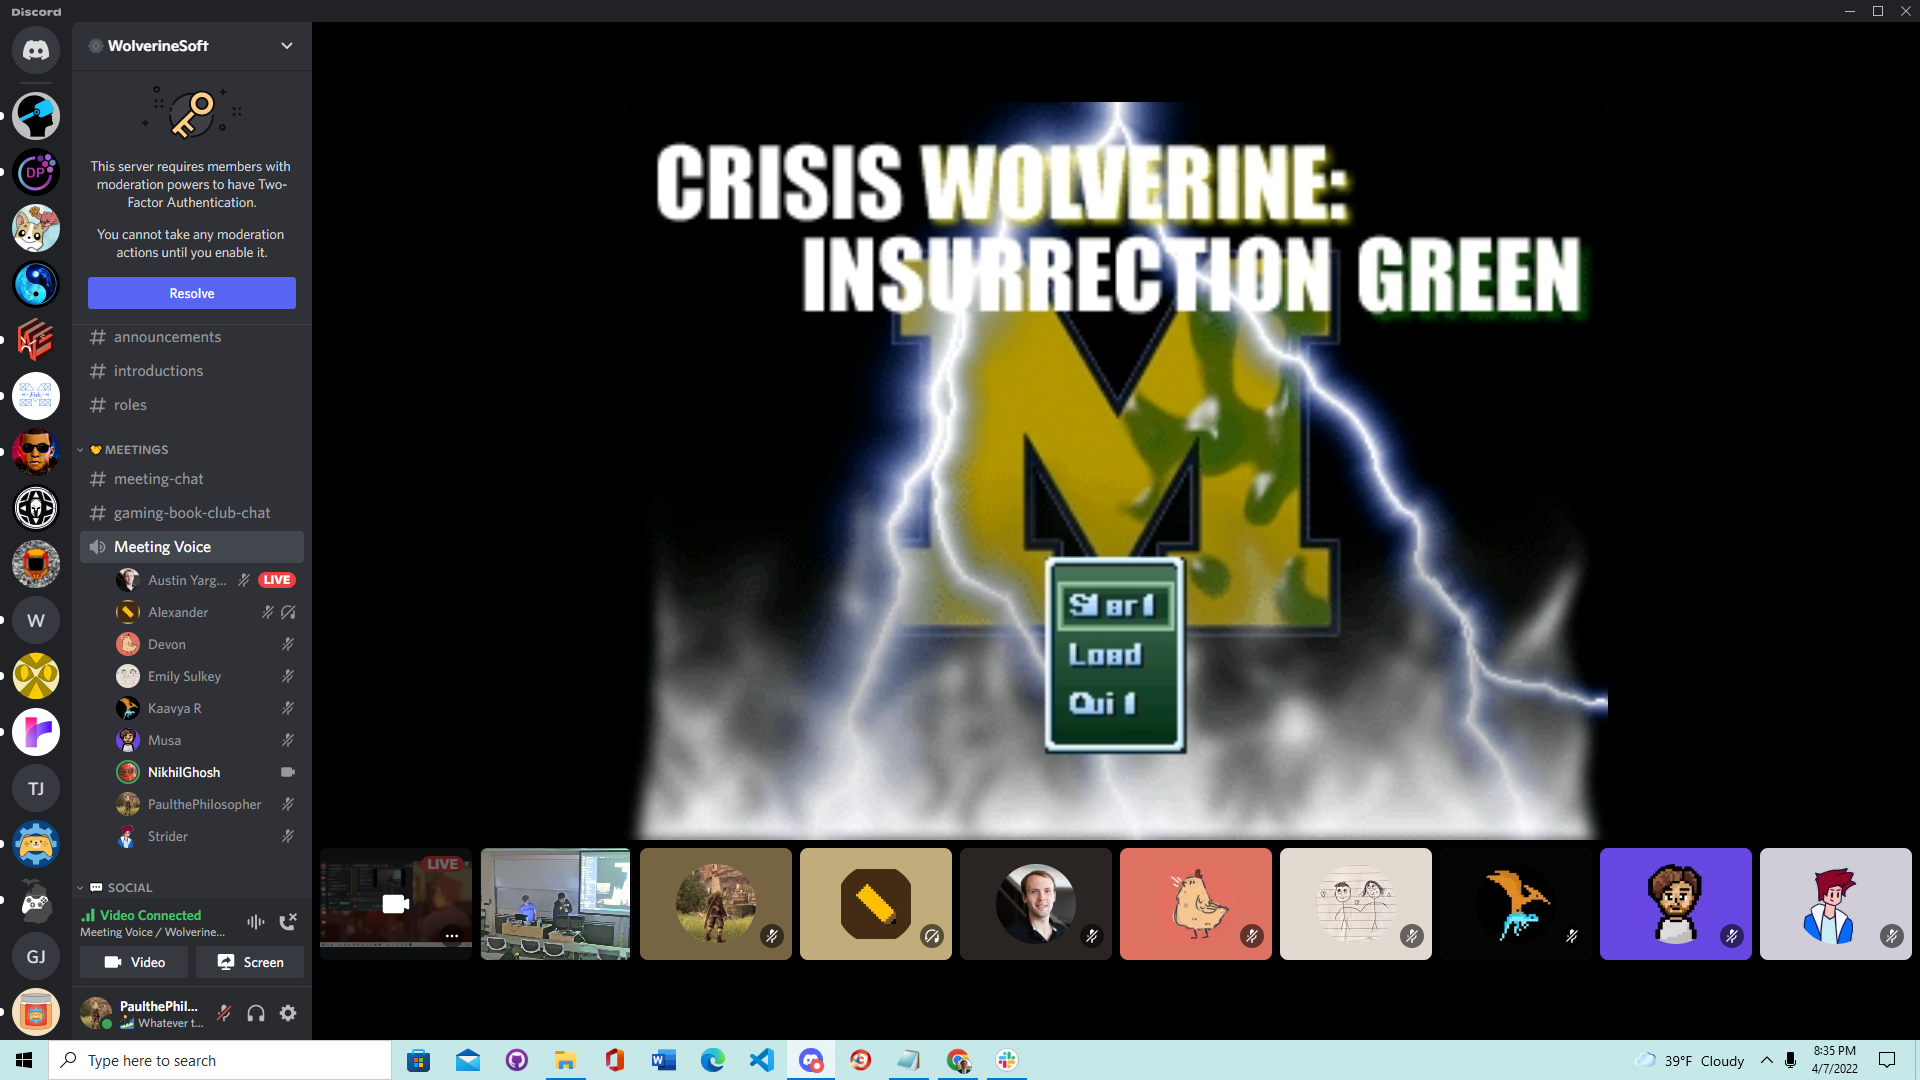 Discord
WolverineSoft
This server requires members with
moderation powers to have Two-
Factor Authentication.
You cannot take any moderation
actions until you enable it.
Resolve
announcements
introductions
roles
MEETINGS
meeting-chat
gaming-book-club-chat
Meeting Voice
Austin Yarg... LIVE
Alexander
Devon
Emily Sulkey
Kaavya R
Musa
NikhilGhosh
PaulthePhilosopher
Strider
SOCIAL
Video Connected
Meeting Voice / Wolverine...
Video Screen
PaulthePhil...
Whatever t...
DP
W
TJ
GJ
CRISIS WOLVERINE:
INSURRECTION GREEN
M
Start
Load
Quit
LIVE
Type here to search
39°F Cloudy
8:35 PM
4/7/2022